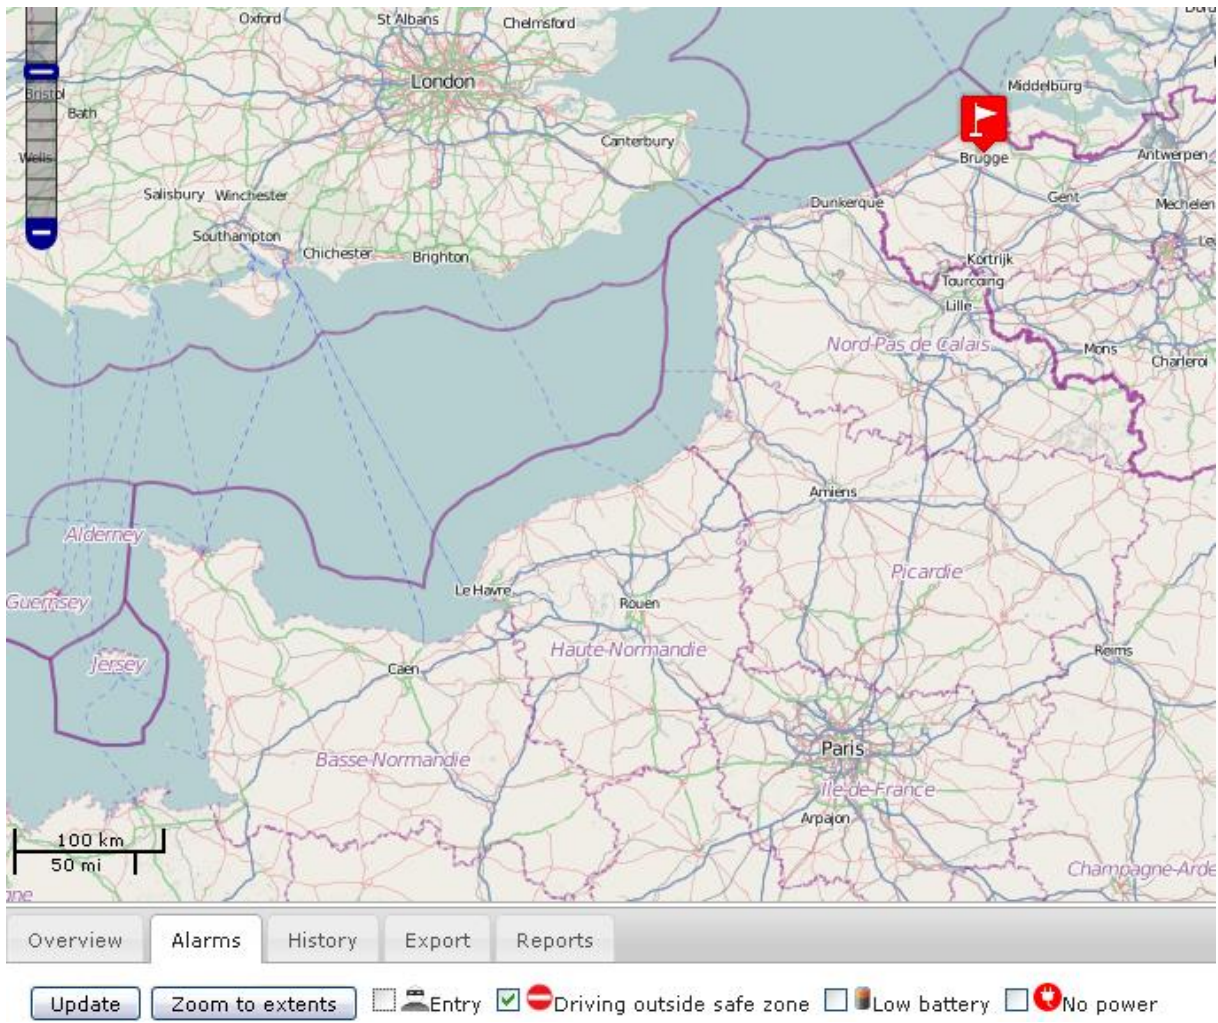 Oxford
St Albans
Chelmsford
London
Bristol
Bath
Middelburg
Canterbury
Brugge
Antwerpen
Wells
Salisbury
Winchester
Dunkerque
Gent
Mechelen
Southampton
Chichester
Brighton
Kortrijk
Tourcoing
Lille
Nord-Pas de Calais
Mons
Charleroi
Amiens
Alderney
Picardie
Guernsey
Le Havre
Rouen
Jersey
Caen
Haute-Normandie
Reims
Basse-Normandie
Paris
Île-de-France
Arpajon
100 km
50 mi
Champagne-Arde
Overview Alarms History Export Reports
Update Zoom to extents Entry Driving outside safe zone Low battery No power